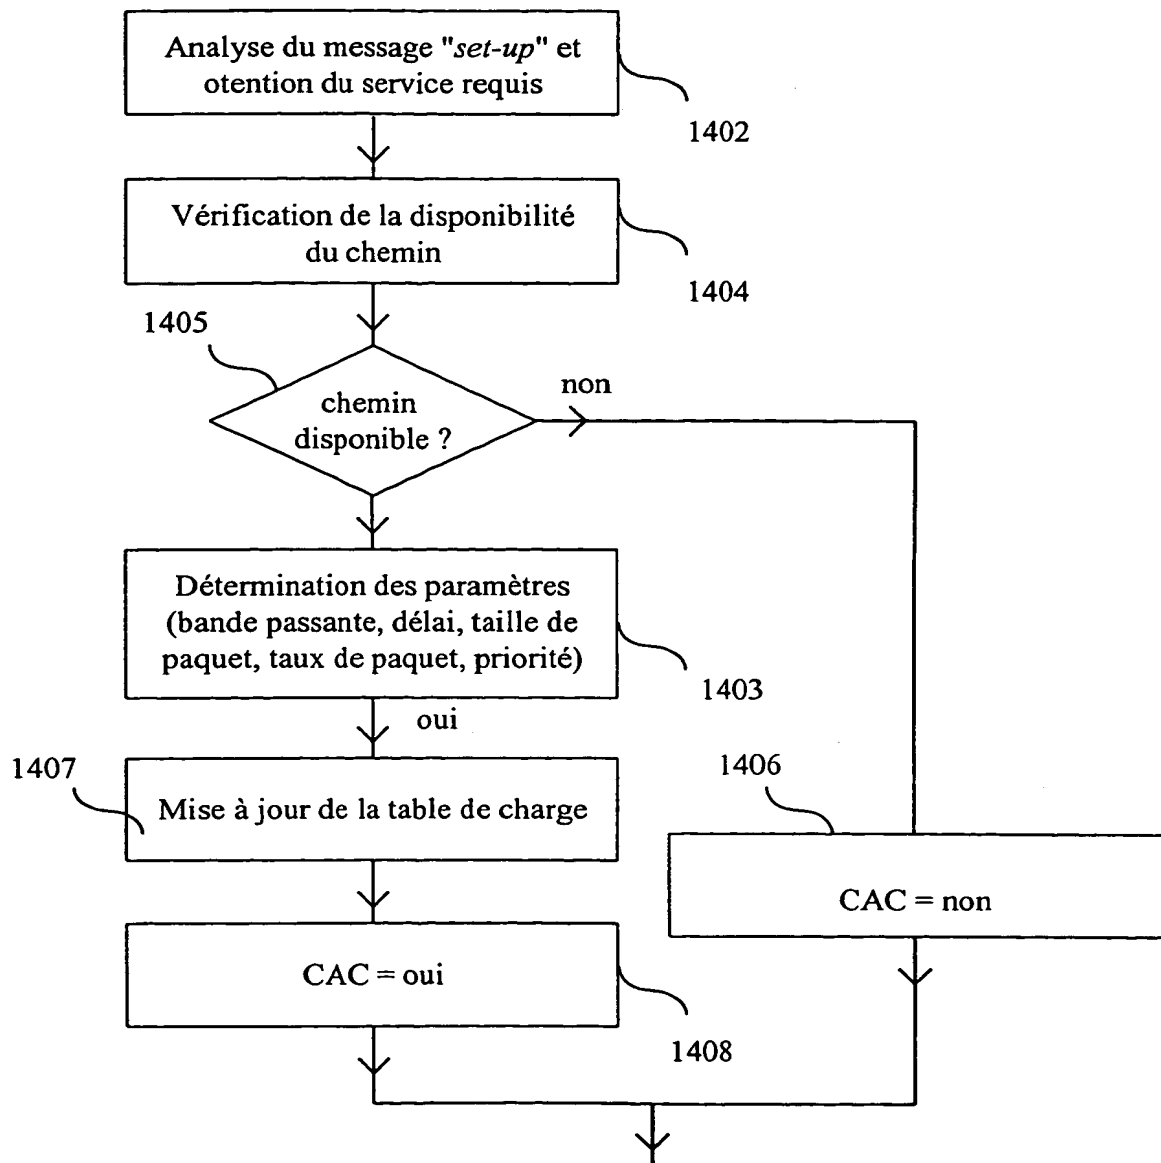 Analyse du message "set-up" et
otention du service requis
1402
Vérification de la disponibilité
du chemin
1404
1405
chemin
disponible ?
non
Détermination des paramètres
(bande passante, délai, taille de
paquet, taux de paquet, priorité)
1403
oui
1407
Mise à jour de la table de charge
1406
CAC = non
CAC = oui
1408